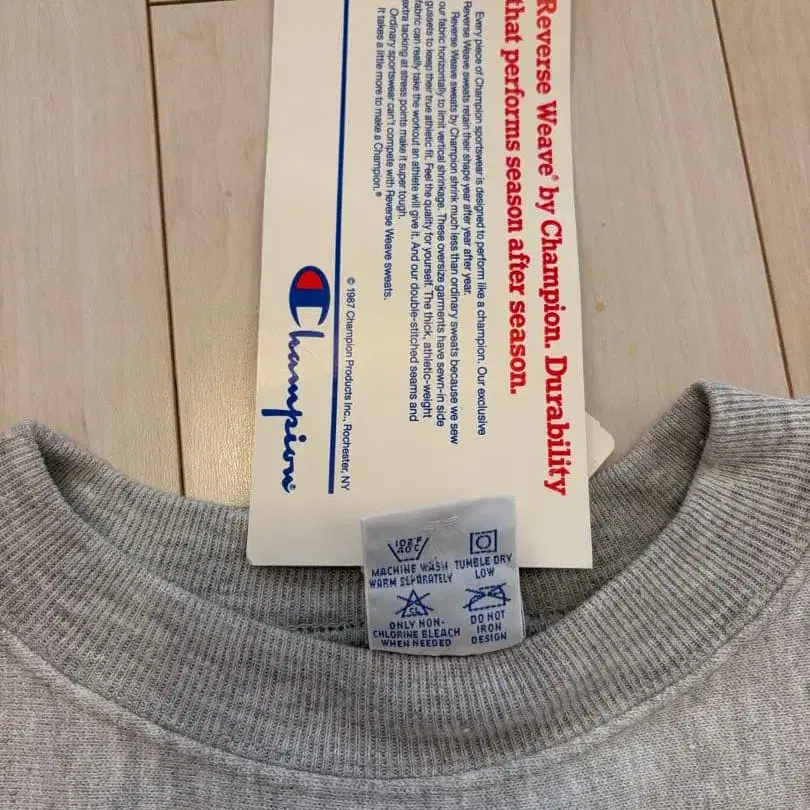 Reverse Weave® by Champion. Durability
that performs season after season.
Every piece of Champion sportswear is designed to perform like a champion. Our exclusive
Reverse Weave sweats retain their shape year after year after year.
Reverse Weave sweats by Champion shrink much less than ordinary sweats because we sew
our fabric horizontally to limit vertical shrinkage. These oversize garments have sewn-in side
gussets to keep their true athletic fit. Feel the quality for yourself. The thick, athletic-weight
fabric can really take the workout an athlete will give it. And our double-stitched seams and
extra tacking at stress points make it super tough.
Ordinary sportswear can't compete with Reverse Weave sweats.
It takes a little more to make a Champion.®
© 1987 Champion Products Inc., Rochester, NY
Champion®
102°F
40C
MACHINE WASH
WARM SEPARATELY
TUMBLE DRY
LOW
CL
ONLY NON-
CHLORINE BLEACH
WHEN NEEDED
DO NOT
IRON
DESIGN